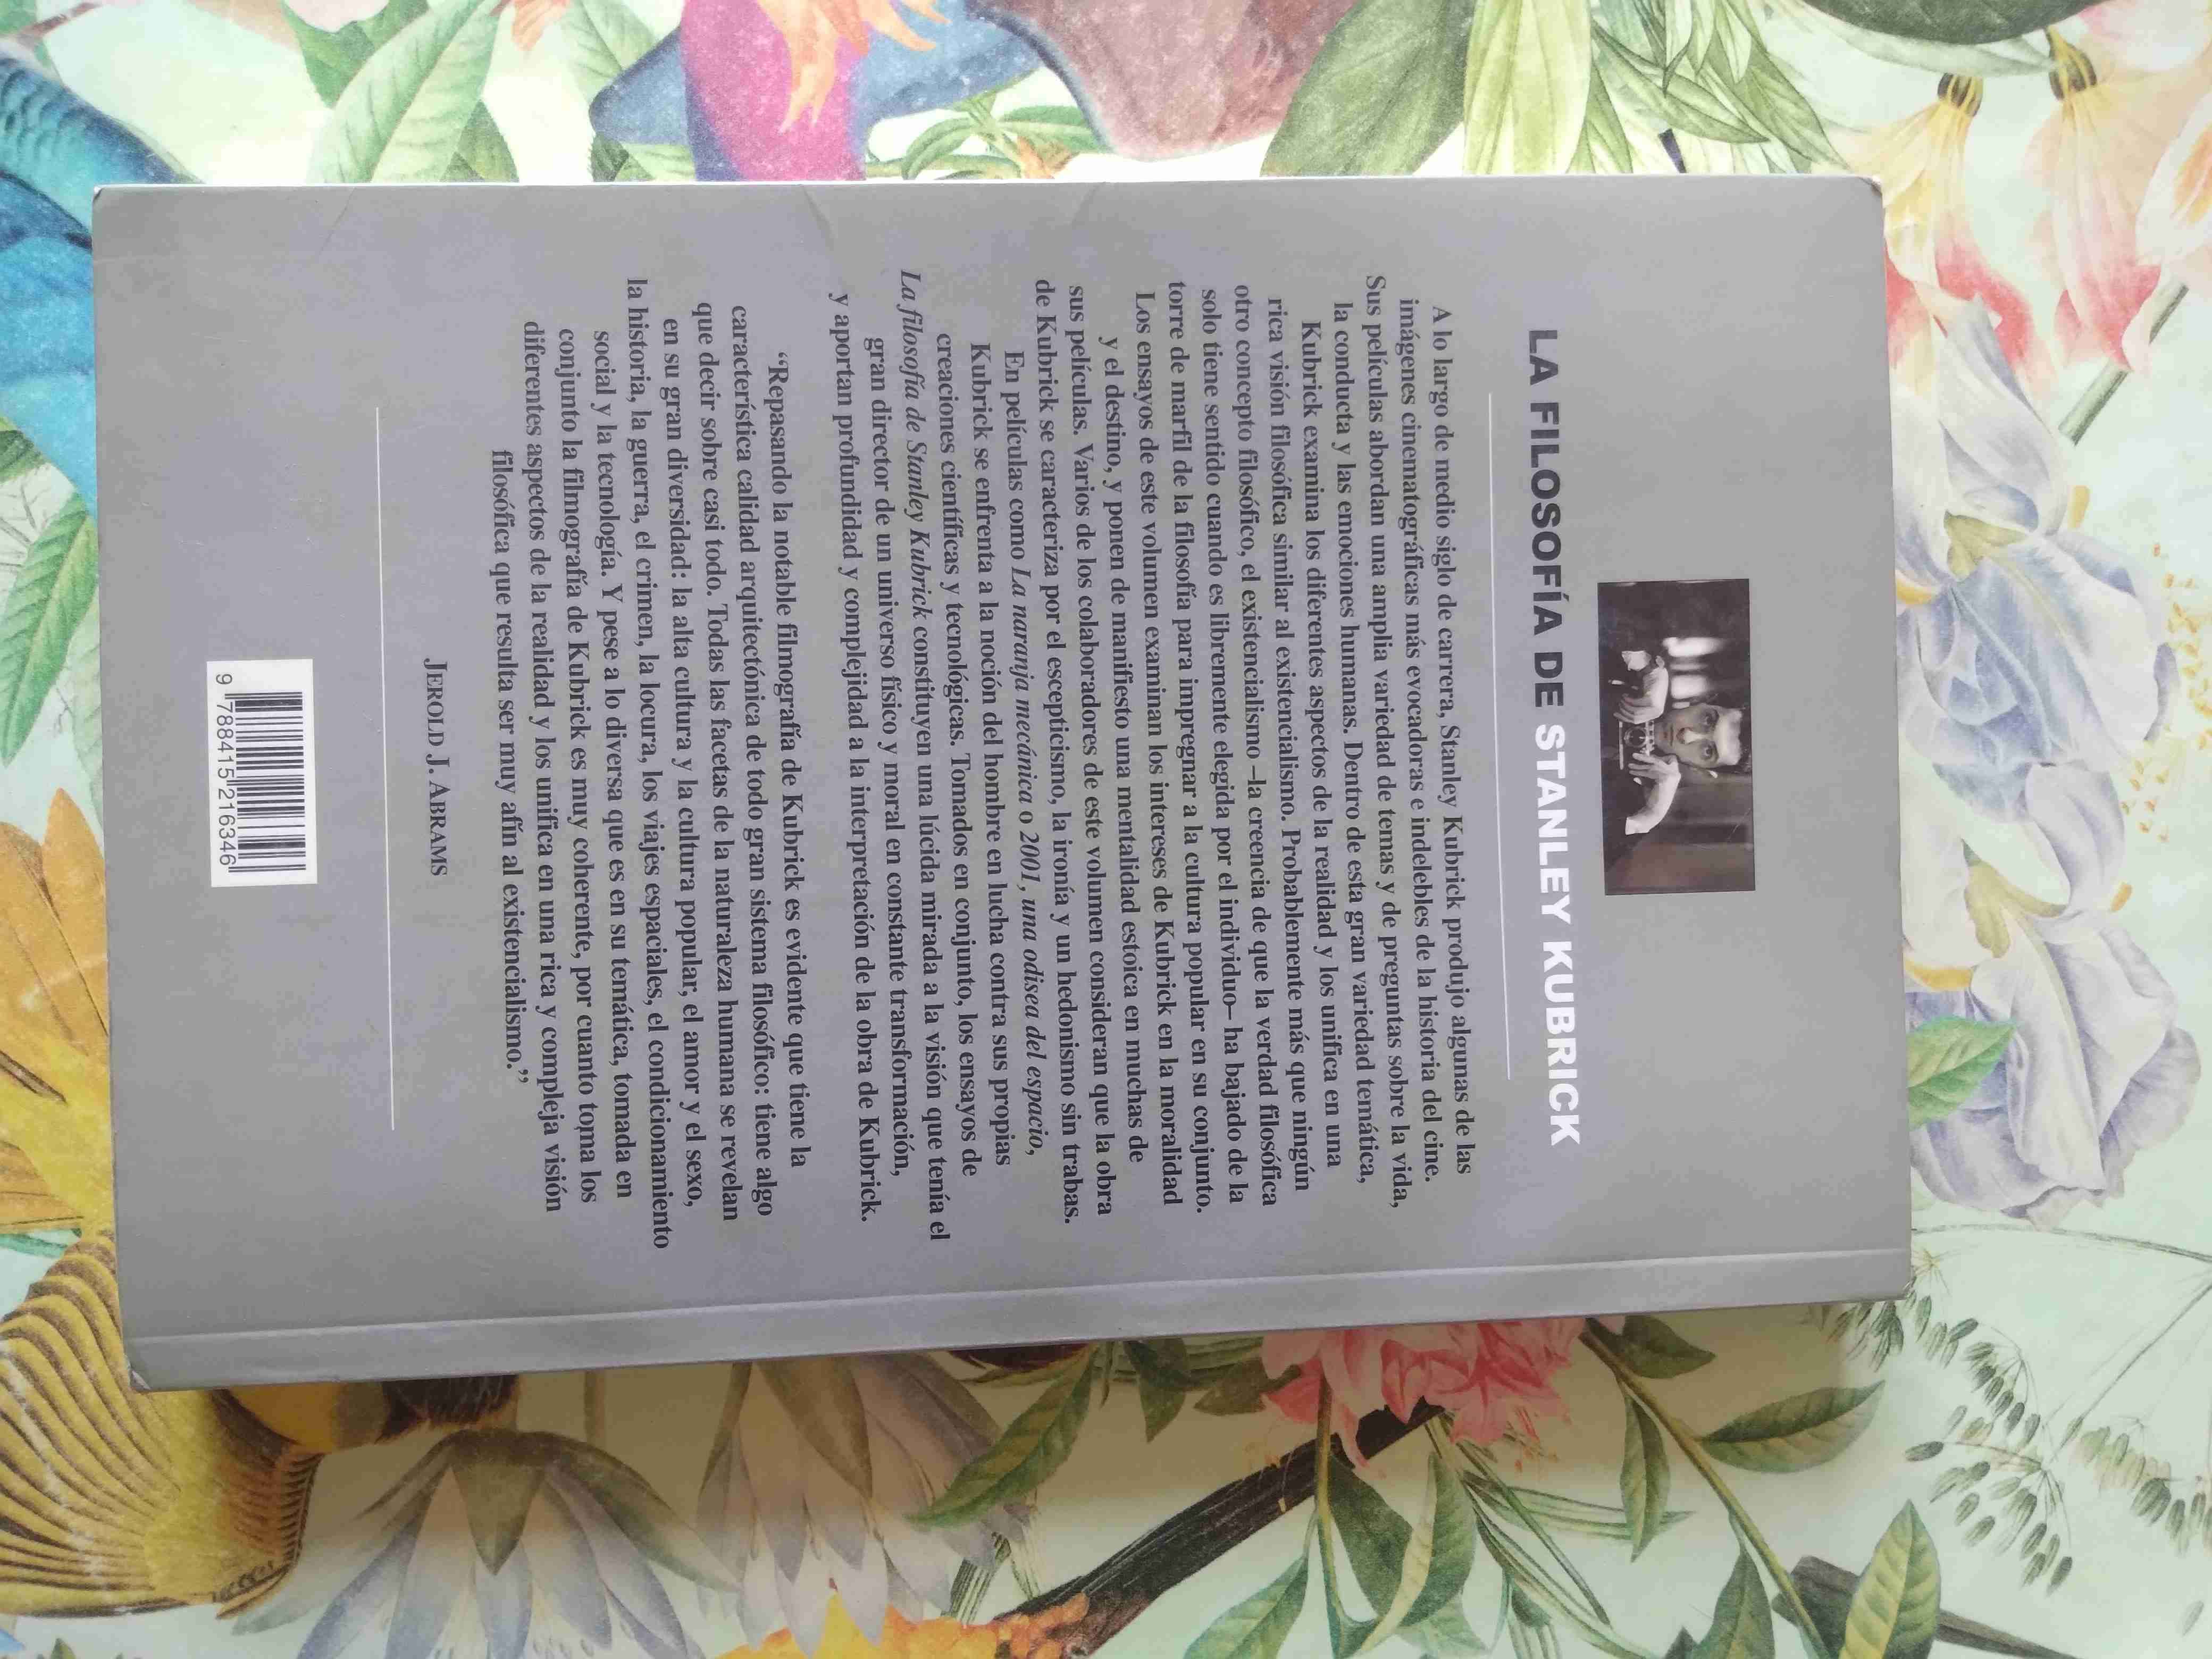 LA FILOSOFÍA DE STANLEY KUBRICK
A lo largo de medio siglo de carrera, Stanley Kubrick produjo algunas de las
imágenes cinematográficas más evocadoras e indelebles de la historia del cine.
Sus películas abordan una amplia variedad de temas y de preguntas sobre la vida,
la conducta y las emociones humanas. Dentro de esta gran variedad temática,
Kubrick examina los diferentes aspectos de la realidad y los unifica en una
rica visión filosófica similar al existencialismo. Probablemente más que ningún
otro concepto filosófico, el existencialismo –la creencia de que la verdad filosófica
solo tiene sentido cuando es libremente elegida por el individuo– ha bajado de la
torre de marfil de la filosofía para impregnar a la cultura popular en su conjunto.
Los ensayos de este volumen examinan los intereses de Kubrick en la moralidad
y el destino, y ponen de manifiesto una mentalidad estoica en muchas de
sus películas. Varios de los colaboradores de este volumen consideran que la obra
de Kubrick se caracteriza por el escepticismo, la ironía y un hedonismo sin trabas.
En películas como La naranja mecánica o 2001, una odisea del espacio,
Kubrick se enfrenta a la noción del hombre en lucha contra sus propias
creaciones científicas y tecnológicas. Tomados en conjunto, los ensayos de
La filosofía de Stanley Kubrick constituyen una lúcida mirada a la visión que tenía el
gran director de un universo físico y moral en constante transformación,
y aportan profundidad y complejidad a la interpretación de la obra de Kubrick.
“Repasando la notable filmografía de Kubrick es evidente que tiene la
característica calidad arquitectónica de todo gran sistema filosófico: tiene algo
que decir sobre casi todo. Todas las facetas de la naturaleza humana se revelan
en su gran diversidad: la alta cultura y la cultura popular, el amor y el sexo,
la historia, la guerra, el crimen, la locura, los viajes espaciales, el condicionamiento
social y la tecnología. Y pese a lo diversa que es en su temática, tomada en
conjunto la filmografía de Kubrick es muy coherente, por cuanto toma los
diferentes aspectos de la realidad y los unifica en una rica y compleja visión
filosófica que resulta ser muy afín al existencialismo.”
JEROLD J. ABRAMS
9 788415 216346